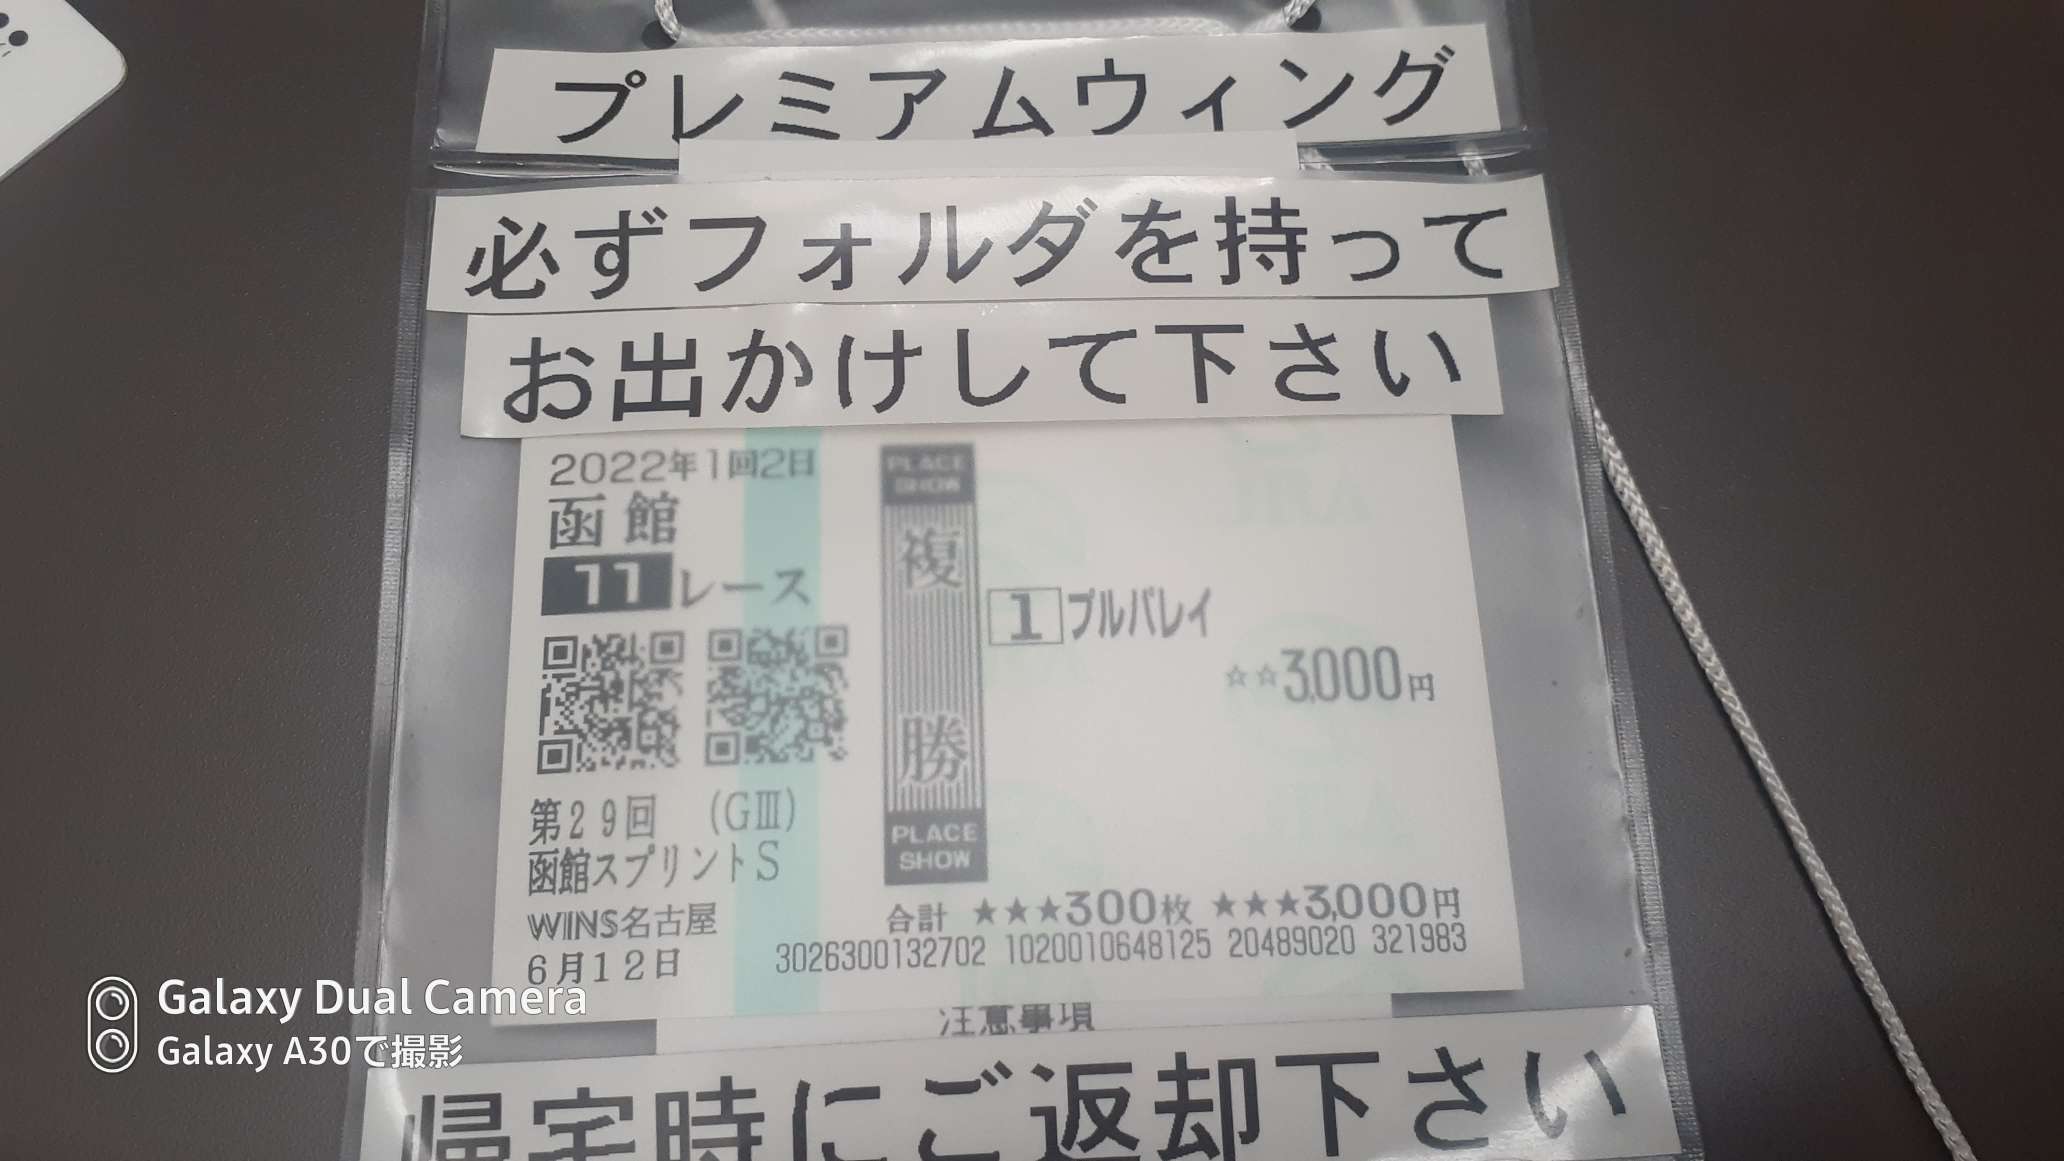 プレミアムウィング
必ずフォルダを持って
お出かけして下さい
2022年1回2日
函館
11レース
第29回 (GⅢ)
函館スプリントS
WINS名古屋
6月12日
PLACE
SHOW
複勝
PLACE
SHOW
1 プルパレイ
☆☆3,000円
合計 ★★★300枚 ★★★3,000円
3026300132702 1020010648125 20489020 321983
注意事項
帰宅時にご返却下さい
Galaxy Dual Camera
Galaxy A30で撮影